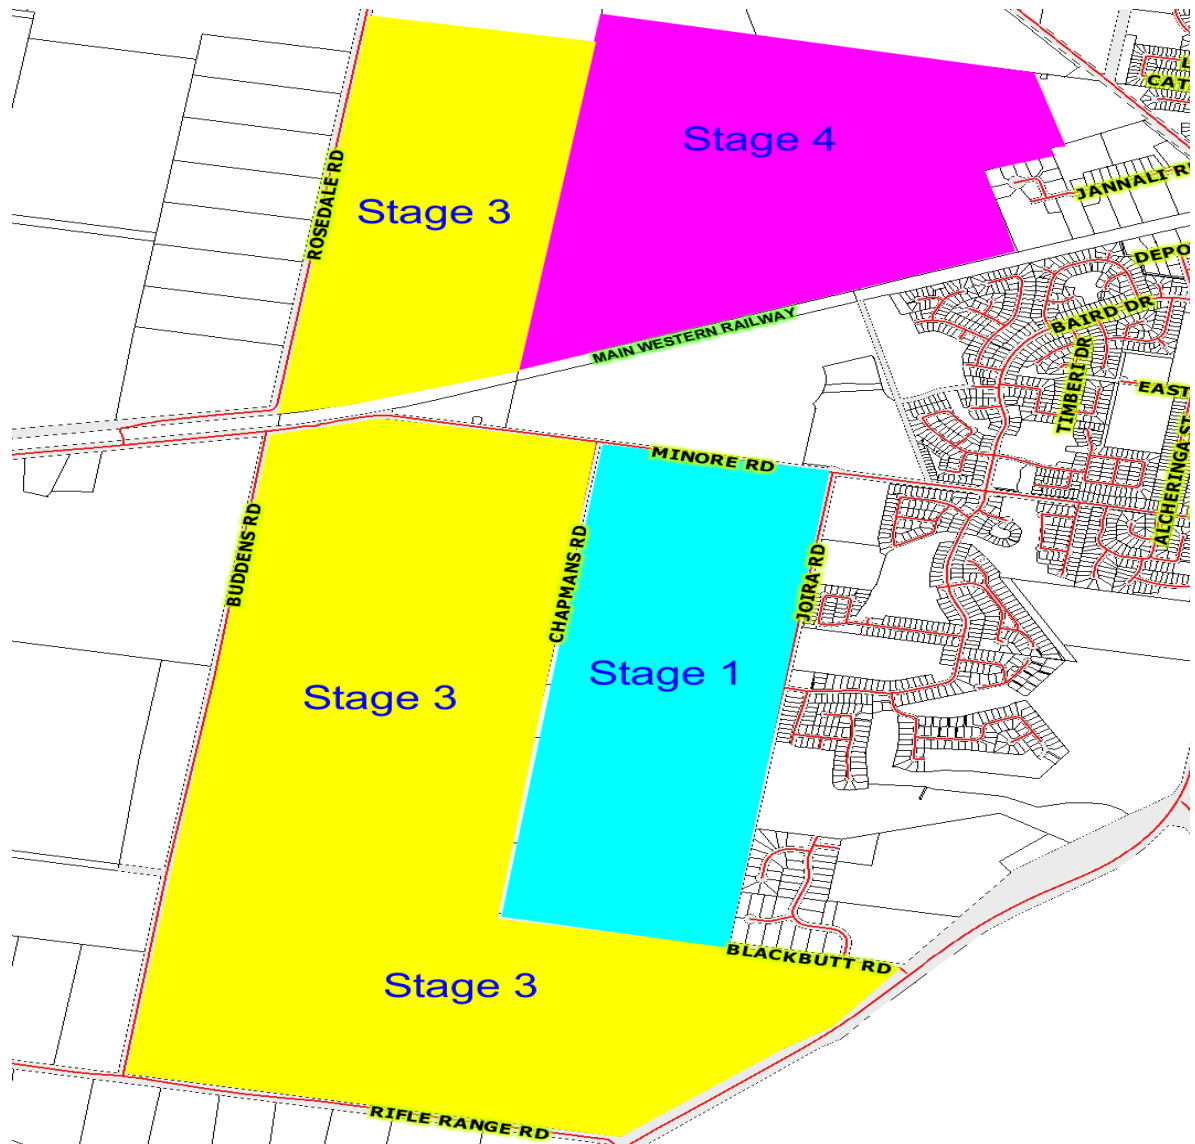 CAT
Stage 4
JANNALI R
ROSEDALE RD
Stage 3
DEPO
BAIRD DR
MAIN WESTERN RAILWAY
TIMBERI DR
EAST
ALCHERINGA ST
MINORE RD
BUDDENS RD
CHAPMANS RD
JOIRA RD
Stage 1
Stage 3
BLACKBUTT RD
Stage 3
RIFLE RANGE RD